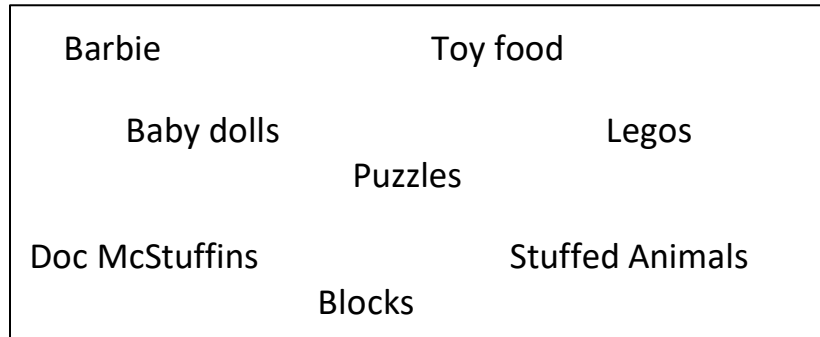 Barbie Toy food
Baby dolls Legos
Puzzles
Doc McStuffins Stuffed Animals
Blocks